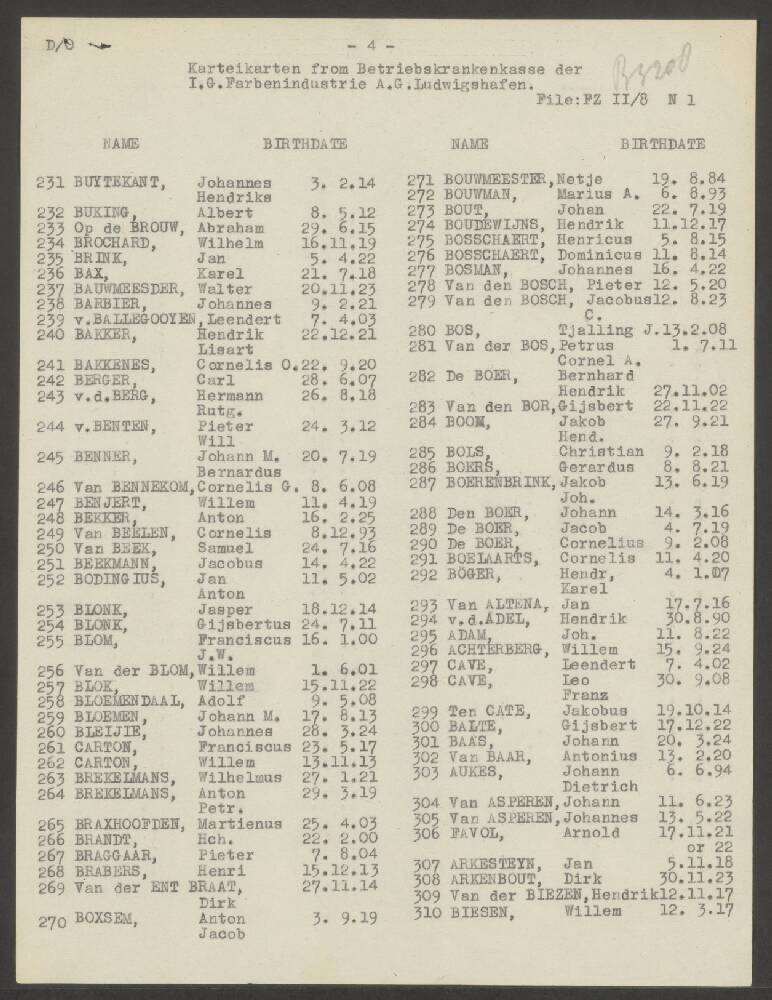 D/9
- 4 -
Karteikarten from Betriebskrankenkasse der
I.G.Farbenindustrie A.G.Ludwigshafen.
File:FZ II/8 N 1
NAME BIRTHDATE
231 BUYTEKANT, Johannes 3. 2.14
Hendriks
232 BUKING, Albert 8. 5.12
233 Op de BROUW, Abraham 29. 6.15
234 BROCHARD, Wilhelm 16.11.19
235 BRINK, Jan 5. 4.22
236 BAX, Karel 21. 7.18
237 BAUWMEESDER, Walter 20.11.23
238 BARBIER, Johannes 9. 2.21
239 v.BALLEGOOYEN,Leendert 7. 4.03
240 BAKKER, Hendrik 22.12.21
Lisart
241 BAKKENES, Cornelis O.22. 9.20
242 BERGER, Carl 28. 6.07
243 v.d.BERG, Hermann 26. 8.18
Rutg.
244 v.BENTEN, Pieter 24. 3.12
Will
245 BENNER, Johann M. 20. 7.19
Bernardus
246 Van BENNEKOM,Cornelis G. 8. 6.08
247 BENJERT, Willem 11. 4.19
248 BEKKER, Anton 16. 2.25
249 Van BEELEN, Cornelis 8.12.93
250 Van BEEK, Samuel 24. 7.16
251 BEEKMANN, Jacobus 14. 4.22
252 BODINGIUS, Jan 11. 5.02
Anton
253 BLONK, Jasper 18.12.14
254 BLONK, Gijsbertus 24. 7.11
255 BLOM, Franciscus 16. 1.00
J.W.
256 Van der BLOM,Willem 1. 6.01
257 BLOK, Willem 15.11.22
258 BLOEMENDAAL, Adolf 9. 5.08
259 BLOEMEN, Johann M. 17. 8.13
260 BLEIJIE, Johannes 28. 3.24
261 CARTON, Franciscus 23. 5.17
262 CARTON, Willem 13.11.13
263 BREKELMANS, Wilhelmus 27. 1.21
264 BREKELMANS, Anton 29. 3.19
Petr.
265 BRAXHOOFDEN, Martienus 25. 4.03
266 BRANDT, Hch. 22. 2.00
267 BRAGGAAR, Pieter 7. 8.04
268 BRABERS, Henri 15.12.13
269 Van der ENT BRAAT, 27.11.14
Dirk
270 BOXSEM, Anton 3. 9.19
Jacob
NAME BIRTHDATE
271 BOUWMEESTER,Netje 19. 8.84
272 BOUWMAN, Marius A. 6. 8.93
273 BOUT, Johan 22. 7.19
274 BOUDEWIJNS, Hendrik 11.12.17
275 BOSSCHAERT, Henricus 5. 8.15
276 BOSSCHAERT, Dominicus 11. 8.14
277 BOSMAN, Johannes 16. 4.22
278 Van den BOSCH, Pieter 12. 5.20
279 Van den BOSCH, Jacobus12. 8.23
C.
280 BOS, Tjalling J.13.2.08
281 Van der BOS,Petrus 1. 7.11
Cornel A.
282 De BOER, Bernhard
Hendrik 27.11.02
283 Van den BOR,Gijsbert 22.11.22
284 BOOM, Jakob 27. 9.21
Hend.
285 BOLS, Christian 9. 2.18
286 BOERS, Gerardus 8. 8.21
287 BOERENBRINK,Jakob 13. 6.19
Joh.
288 Den BOER, Johann 14. 3.16
289 De BOER, Jacob 4. 7.19
290 De BOER, Cornelius 9. 2.08
291 BOELAARTS, Cornelis 11. 4.20
292 BÖGER, Hendr, 4. 1.07
Karel
293 Van ALTENA, Jan 17.7.16
294 v.d.ADEL, Hendrik 30.8.90
295 ADAM, Joh. 11. 8.22
296 ACHTERBERG, Willem 15. 9.24
297 CAVE, Leendert 7. 4.02
298 CAVE, Leo 30. 9.08
Franz
299 Ten CATE, Jakobus 19.10.14
300 BALTE, Gijsbert 17.12.22
301 BAAS, Johann 20. 3.24
302 Van BAAR, Antonius 13. 2.20
303 AUKES, Johann 6. 6.94
Dietrich
304 Van ASPEREN,Johann 11. 6.23
305 Van ASPEREN,Johannes 13. 5.22
306 FAVOL, Arnold 17.11.21
or 22
307 ARKESTEYN, Jan 5.11.18
308 ARKENBOUT, Dirk 30.11.23
309 Van der BIEZEN,Hendrik12.11.17
310 BIESEN, Willem 12. 3.17